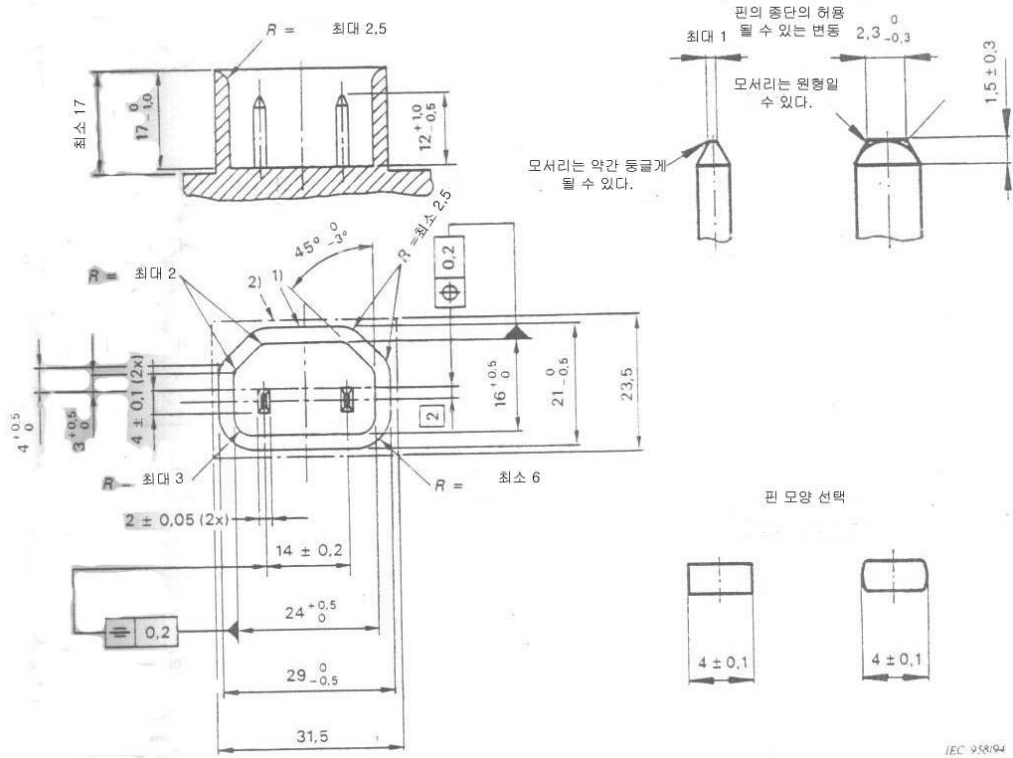 R = 최대 2,5
최소 17
17 0 -1,0
12 +1,0 -0,5
핀의 종단의 허용
될 수 있는 변동
최대 1
2,3 0 -0,3
모서리는 원형일
수 있다.
1,5 ± 0,3
모서리는 약간 둥글게
될 수 있다.
45° 0 -3°
R = 최소 2,5
0,2
R = 최대 2
2) 1)
4 +0,5 0
3 +0,5 0
4 ± 0,1 (2x)
2
16 +0,5 0
21 0 -0,5
23,5
R – 최대 3
R = 최소 6
2 ± 0,05 (2x)
14 ± 0,2
0,2
24 +0,5 0
29 0 -0,5
31,5
핀 모양 선택
4 ± 0,1
4 ± 0,1
IEC 958/94